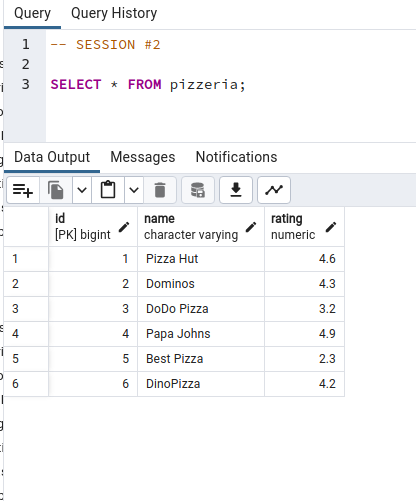 Query Query History
1 -- SESSION #2
2
3 SELECT * FROM pizzeria;
Data Output Messages Notifications
id name rating
[PK] bigint character varying numeric
1 1 Pizza Hut 4.6
2 2 Dominos 4.3
3 3 DoDo Pizza 3.2
4 4 Papa Johns 4.9
5 5 Best Pizza 2.3
6 6 DinoPizza 4.2